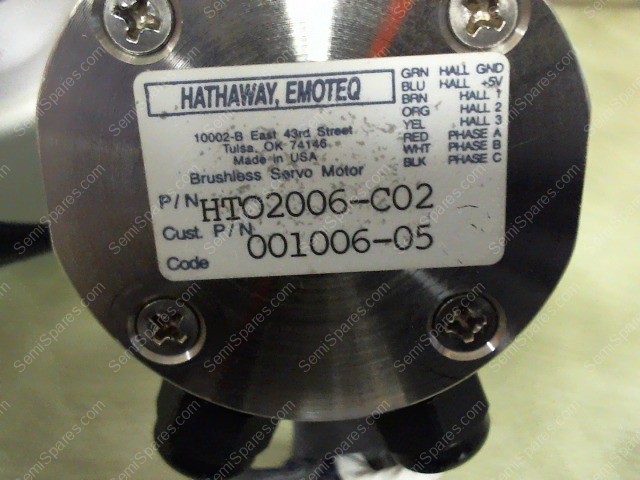 HATHAWAY, EMOTEQ
10002-B East 43rd Street
Tulsa, OK 74146
Made in USA
Brushless Servo Motor
P/N HTO2006-C02
Cust. P/N 001006-05
Code
GRN HALL GND
BLU HALL +5V
BRN HALL 1
ORG HALL 2
YEL HALL 3
RED PHASE A
WHT PHASE B
BLK PHASE C
SemiSpares.com